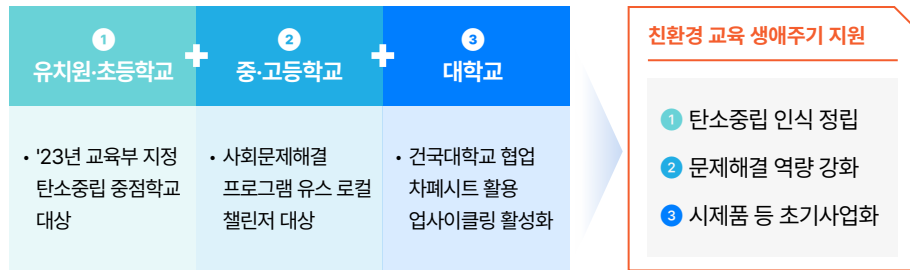 1
유치원·초등학교
+
2
중·고등학교
+
3
대학교
• '23년 교육부 지정
탄소중립 중점학교
대상
• 사회문제해결
프로그램 유스 로컬
챌린저 대상
• 건국대학교 협업
차폐시트 활용
업사이클링 활성화
친환경 교육 생애주기 지원
1 탄소중립 인식 정립
2 문제해결 역량 강화
3 시제품 등 초기사업화